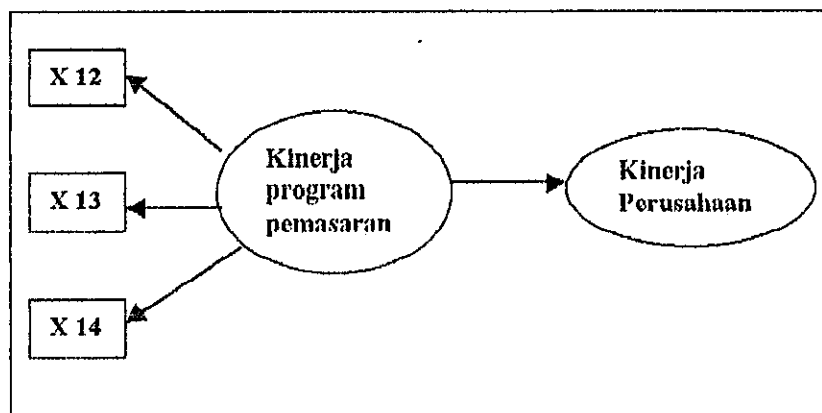 X 12
X 13
X 14
Kinerja
program
pemasaran
Kinerja
Perusahaan